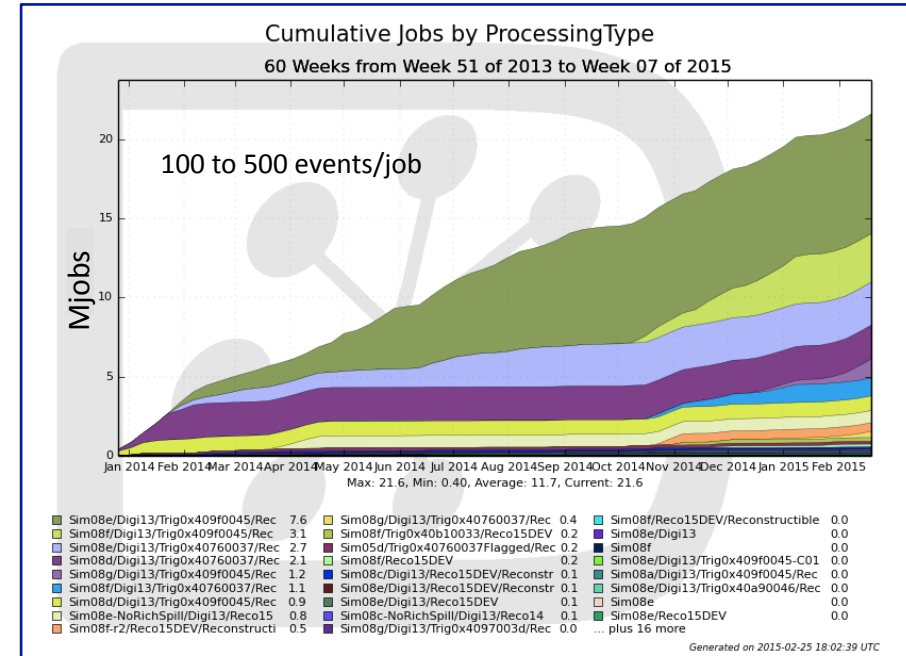 Cumulative Jobs by ProcessingType
60 Weeks from Week 51 of 2013 to Week 07 of 2015
100 to 500 events/job
Mjobs
20
15
10
5
0
Jan 2014 Feb 2014 Mar 2014 Apr 2014 May 2014 Jun 2014 Jul 2014 Aug 2014 Sep 2014 Oct 2014 Nov 2014 Dec 2014 Jan 2015 Feb 2015
Max: 21.6, Min: 0.40, Average: 11.7, Current: 21.6
Sim08e/Digi13/Trig0x409f0045/Rec 7.6 Sim08g/Digi13/Trig0x40760037/Rec 0.4 Sim08f/Reco15DEV/Reconstructible 0.0
Sim08f/Digi13/Trig0x409f0045/Rec 3.1 Sim08f/Trig0x40b10033/Reco15DEV 0.2 Sim08e/Digi13 0.0
Sim08e/Digi13/Trig0x40760037/Rec 2.7 Sim05d/Trig0x40760037Flagged/Rec 0.2 Sim08f 0.0
Sim08d/Digi13/Trig0x40760037/Rec 2.1 Sim08f/Reco15DEV 0.2 Sim08e/Digi13/Trig0x409f0045-C01 0.0
Sim08g/Digi13/Trig0x409f0045/Rec 1.2 Sim08c/Digi13/Reco15DEV/Reconstr 0.1 Sim08a/Digi13/Trig0x409f0045/Rec 0.0
Sim08f/Digi13/Trig0x40760037/Rec 1.1 Sim08e/Digi13/Reco15DEV/Reconstr 0.1 Sim08e/Digi13/Trig0x40a90046/Rec 0.0
Sim08d/Digi13/Trig0x409f0045/Rec 0.9 Sim08e/Digi13/Reco15DEV 0.1 Sim08e 0.0
Sim08e-NoRichSpill/Digi13/Reco15 0.8 Sim08c-NoRichSpill/Digi13/Reco14 0.1 Sim08e/Reco15DEV 0.0
Sim08f-r2/Reco15DEV/Reconstructi 0.5 Sim08g/Digi13/Trig0x4097003d/Rec 0.0 ... plus 16 more
Generated on 2015-02-25 18:02:39 UTC